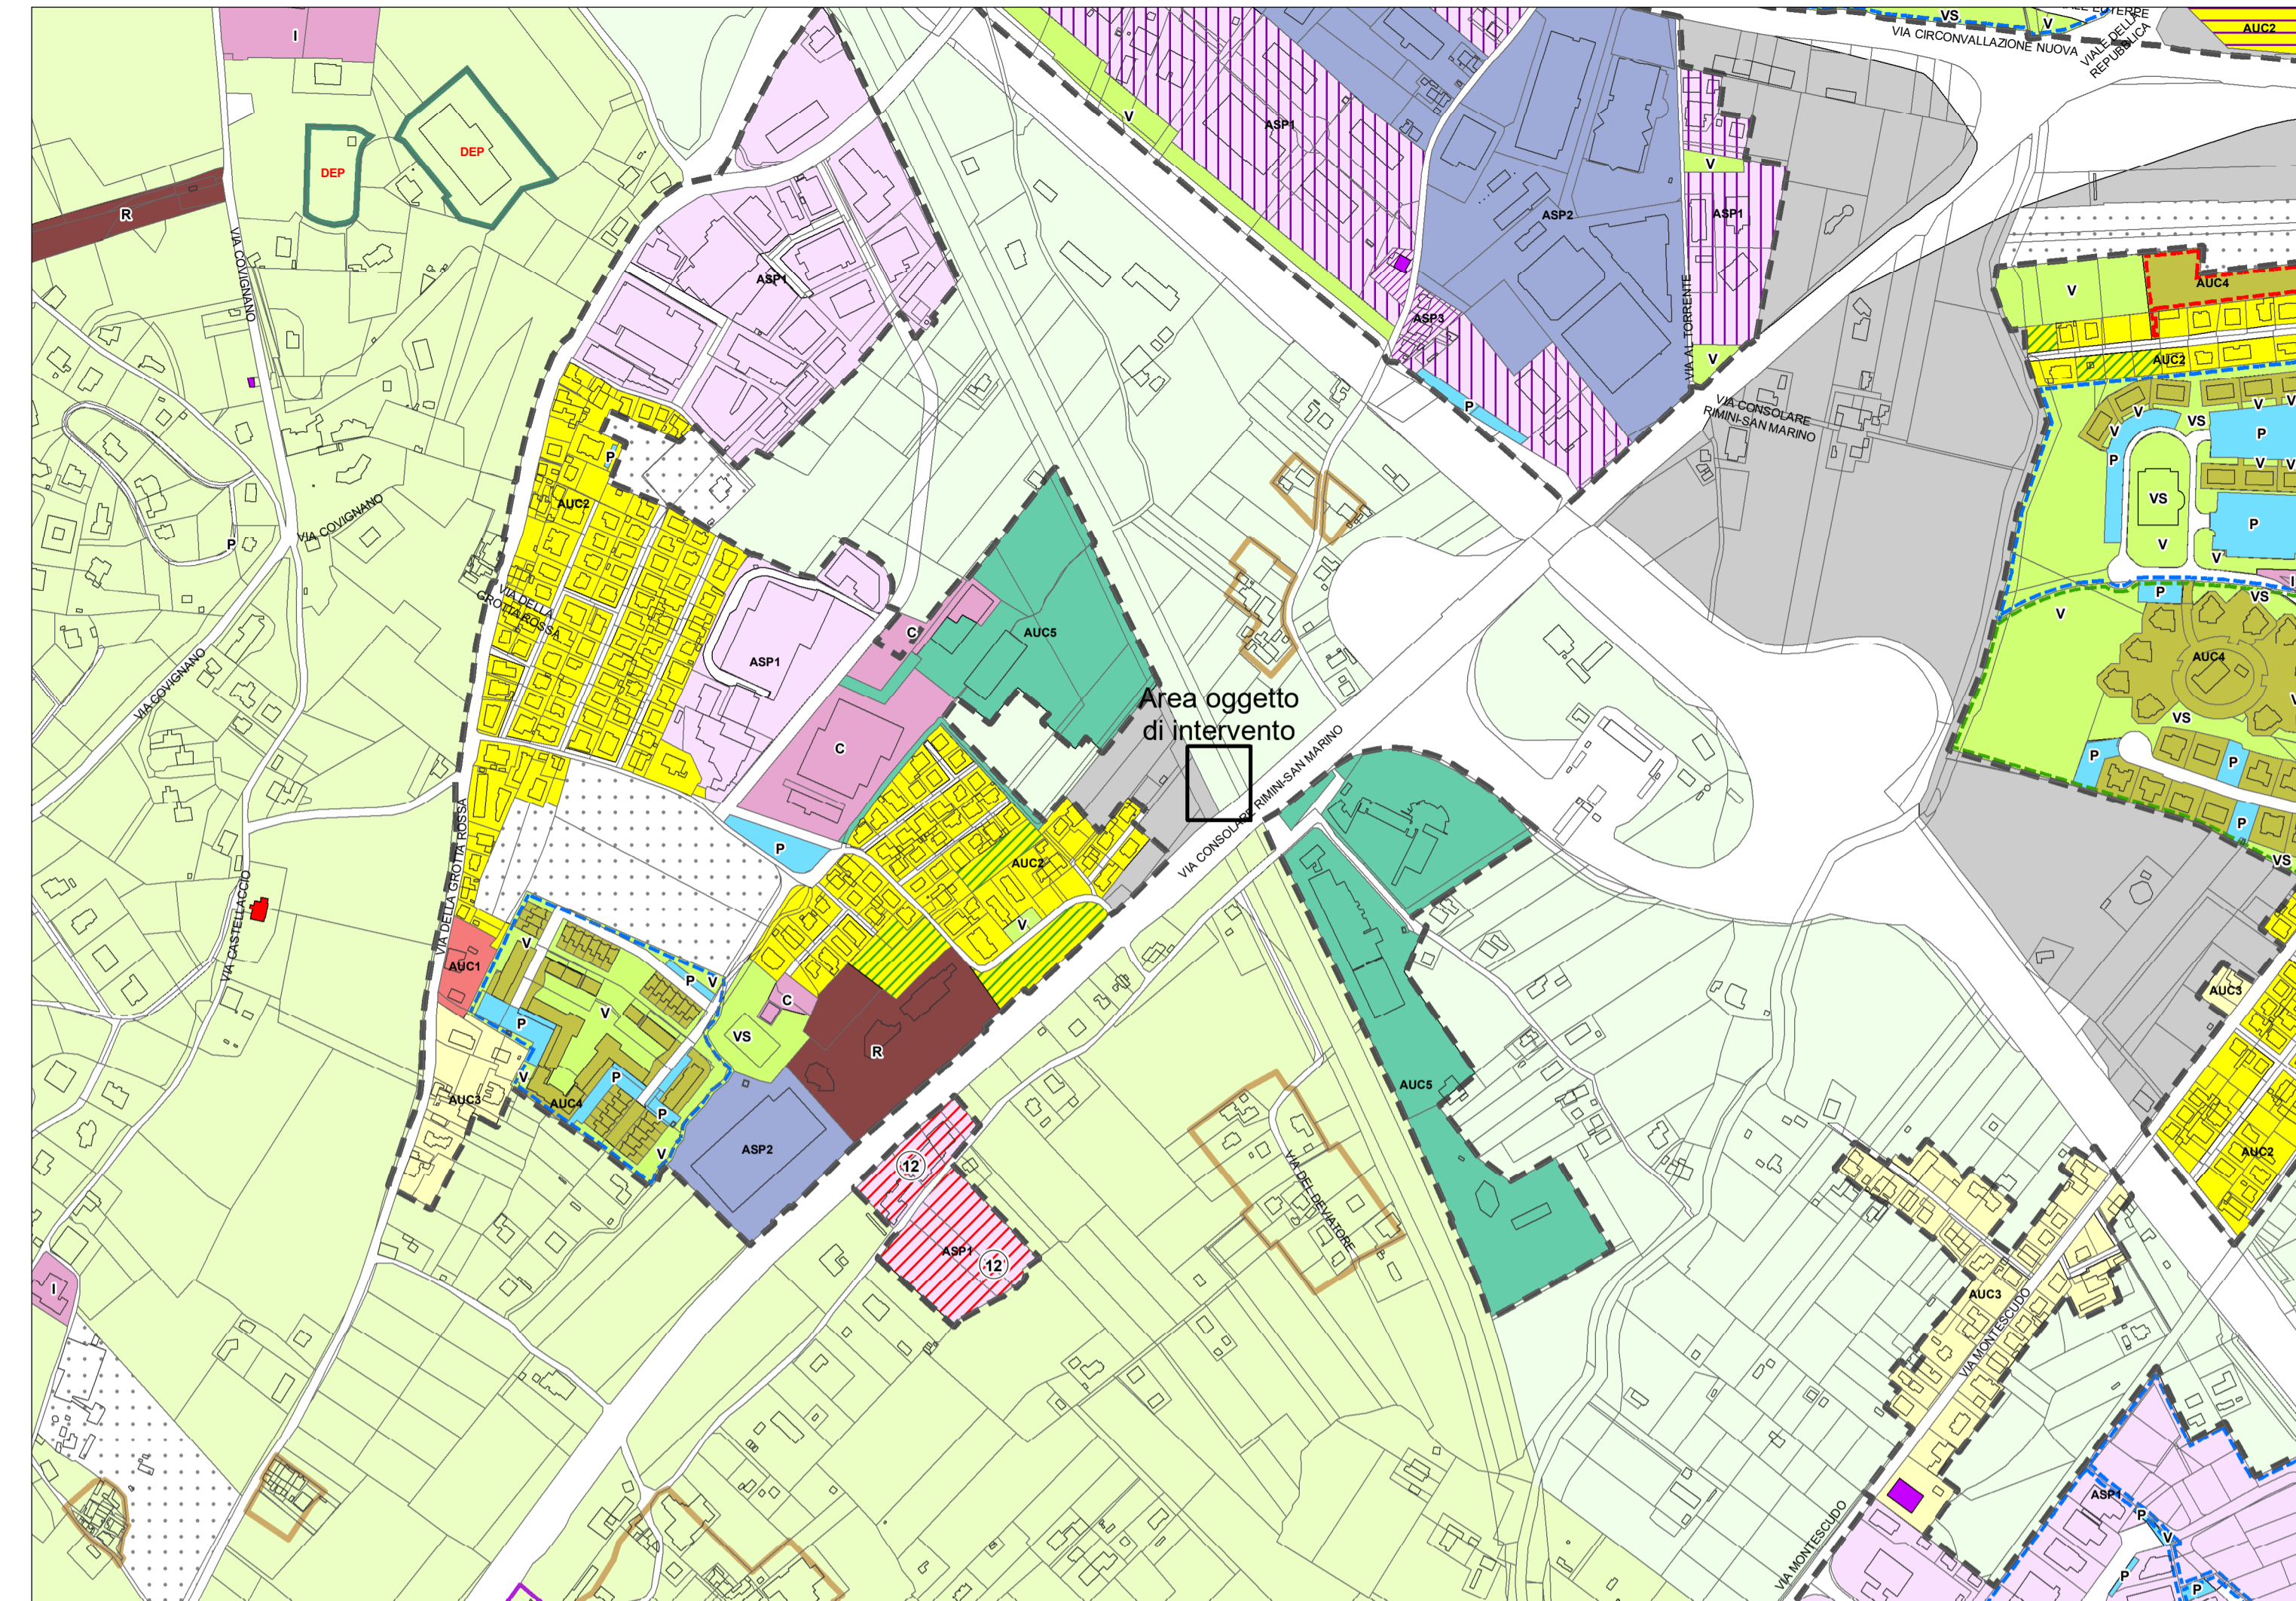 I
VS
V
VIALE EUTERPE
VIALE DELLA
REPUBBLICA
AUC2
VIA CIRCONVALLAZIONE NUOVA
V
ASP1
DEP
DEP
V
R
ASP2
ASP1
VIA COVIGNANO
ASP1
V
AUC4
VIA AL TORRENTE
ASP3
V
AUC2
P
VIA CONSOLARE
RIMINI-SAN MARINO
V
V
V
VS
V
P
P
V
V
P
VS
P
AUC2
VIA COVIGNANO
P
V
V
I
VIA DELLA
GROTTA ROSSA
P
VS
V
C
AUC5
ASP1
AUC4
VIA COVIGNANO
Area oggetto
di intervento
V
VS
C
P
P
VIA CONSOLARE RIMINI-SAN MARINO
VIA DELLA GROTTA ROSSA
P
P
AUC2
VS
VIA CASTELLACCIO
V
V
AUC1
P
V
AUC3
C
V
P
VS
R
V
P
P
AUC5
AUC3
AUC4
P
ASP2
V
AUC2
12
VIA DEL DEVIATORE
ASP1
12
I
AUC3
VIA MONTESCUDO
ASP1
P
V
VIA MONTESCUDO
P
P